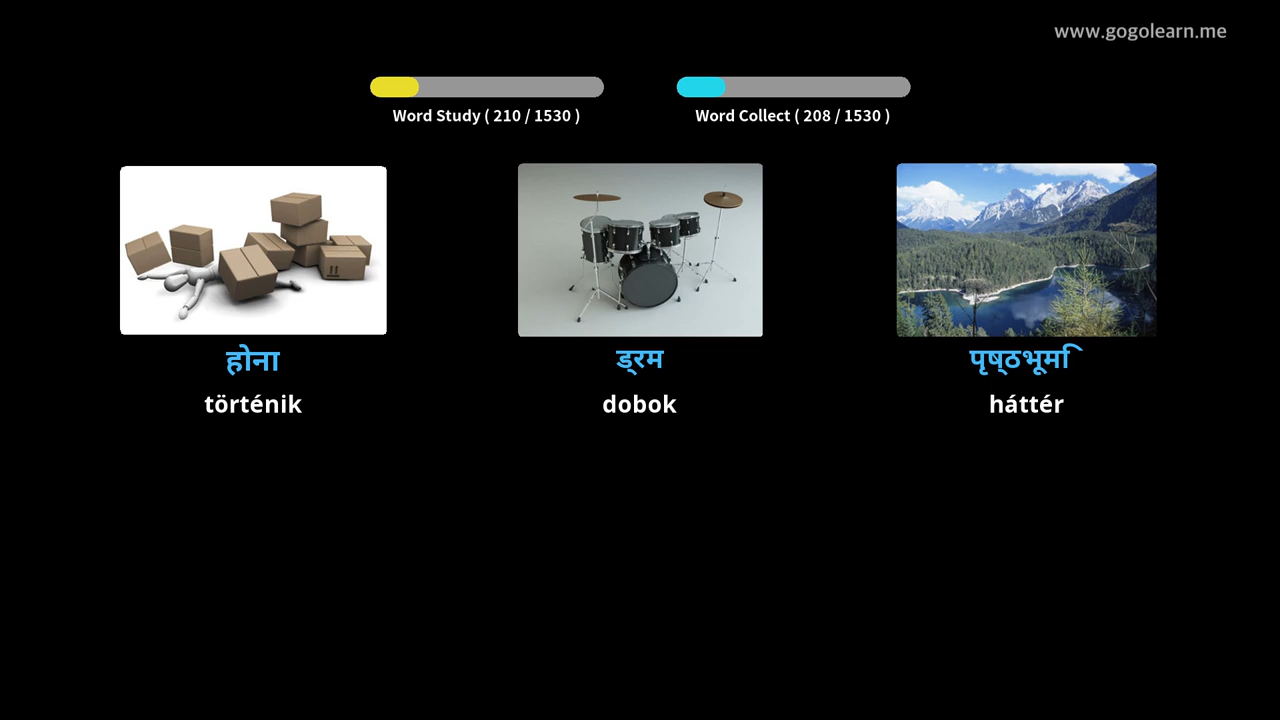 www.gogolearn.me
Word Study ( 210 / 1530 )
Word Collect ( 208 / 1530 )
होना
ड्रम
पृष्ठभूमि
történik
dobok
háttér